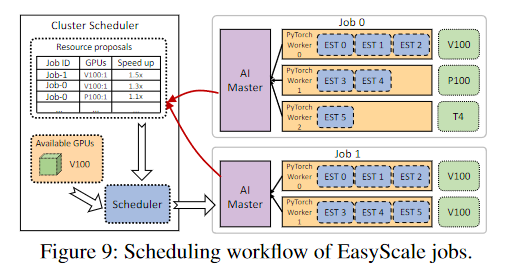 Cluster Scheduler
Resource proposals
Job ID GPUs Speed up
Job-1 V100:1 1.5x
Job-0 V100:1 1.3x
Job-0 P100:1 1.1x
... ... ...
Available GPUs
V100
Scheduler
Job 0
AI Master
PyTorch Worker 0 EST 0 EST 1 EST 2 V100
PyTorch Worker 1 EST 3 EST 4 P100
PyTorch Worker 2 EST 5 T4
Job 1
AI Master
PyTorch Worker 0 EST 0 EST 1 EST 2 V100
PyTorch Worker 1 EST 3 EST 4 EST 5 V100
Figure 9: Scheduling workflow of EasyScale jobs.